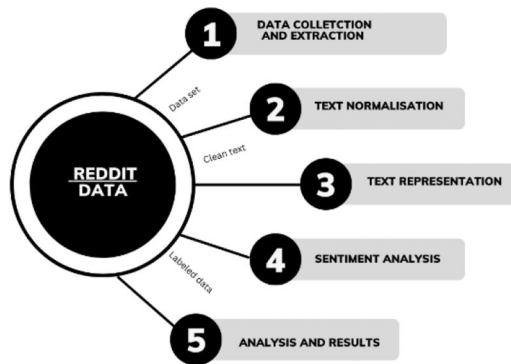 1
DATA COLLETCTION
AND EXTRACTION
Data set
2
TEXT NORMALISATION
Clean text
REDDIT
DATA
3
TEXT REPRESENTATION
4
SENTIMENT ANALYSIS
Labeled data
5
ANALYSIS AND RESULTS